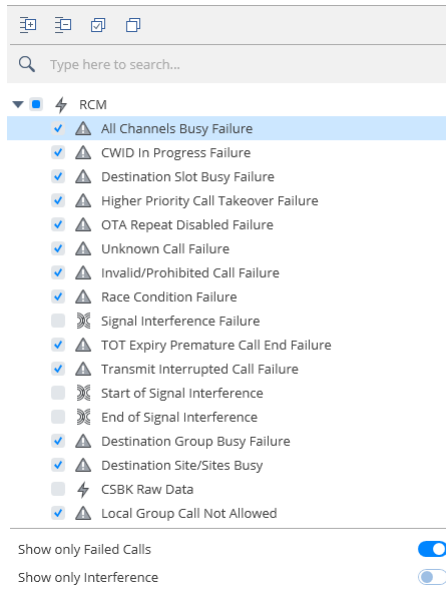 Type here to search...
RCM
All Channels Busy Failure
CWID In Progress Failure
Destination Slot Busy Failure
Higher Priority Call Takeover Failure
OTA Repeat Disabled Failure
Unknown Call Failure
Invalid/Prohibited Call Failure
Race Condition Failure
Signal Interference Failure
TOT Expiry Premature Call End Failure
Transmit Interrupted Call Failure
Start of Signal Interference
End of Signal Interference
Destination Group Busy Failure
Destination Site/Sites Busy
CSBK Raw Data
Local Group Call Not Allowed
Show only Failed Calls
Show only Interference